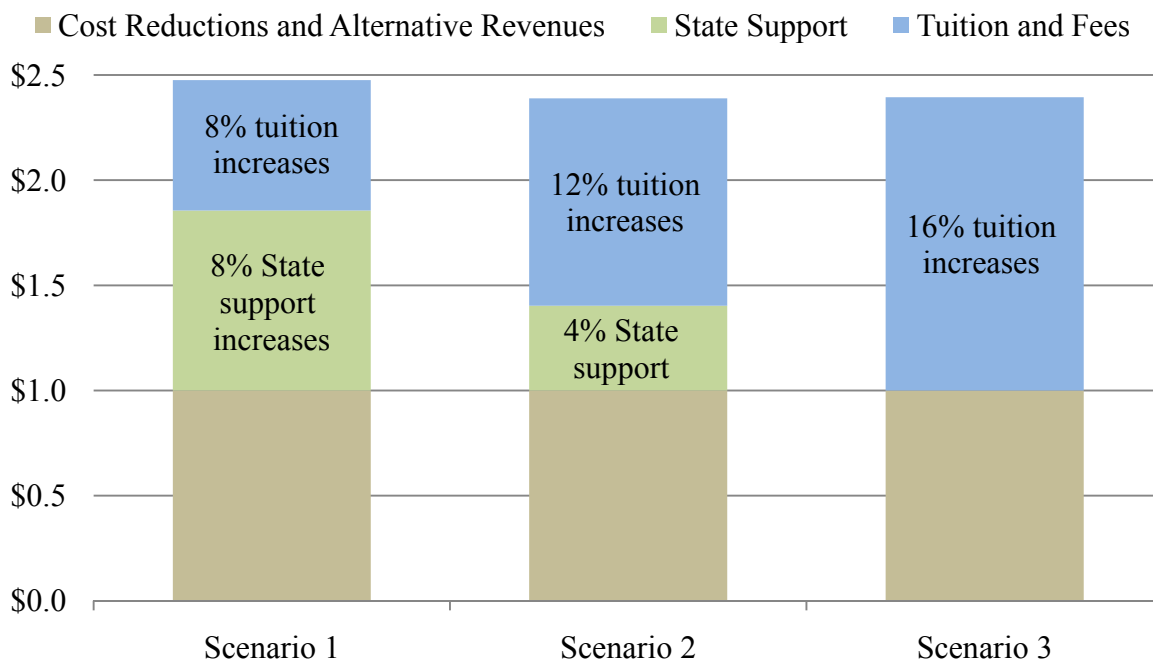 Cost Reductions and Alternative Revenues State Support Tuition and Fees
$2.5
$2.0
$1.5
$1.0
$0.5
$0.0
8% tuition
increases
8% State
support
increases
12% tuition
increases
4% State
support
16% tuition
increases
Scenario 1 Scenario 2 Scenario 3